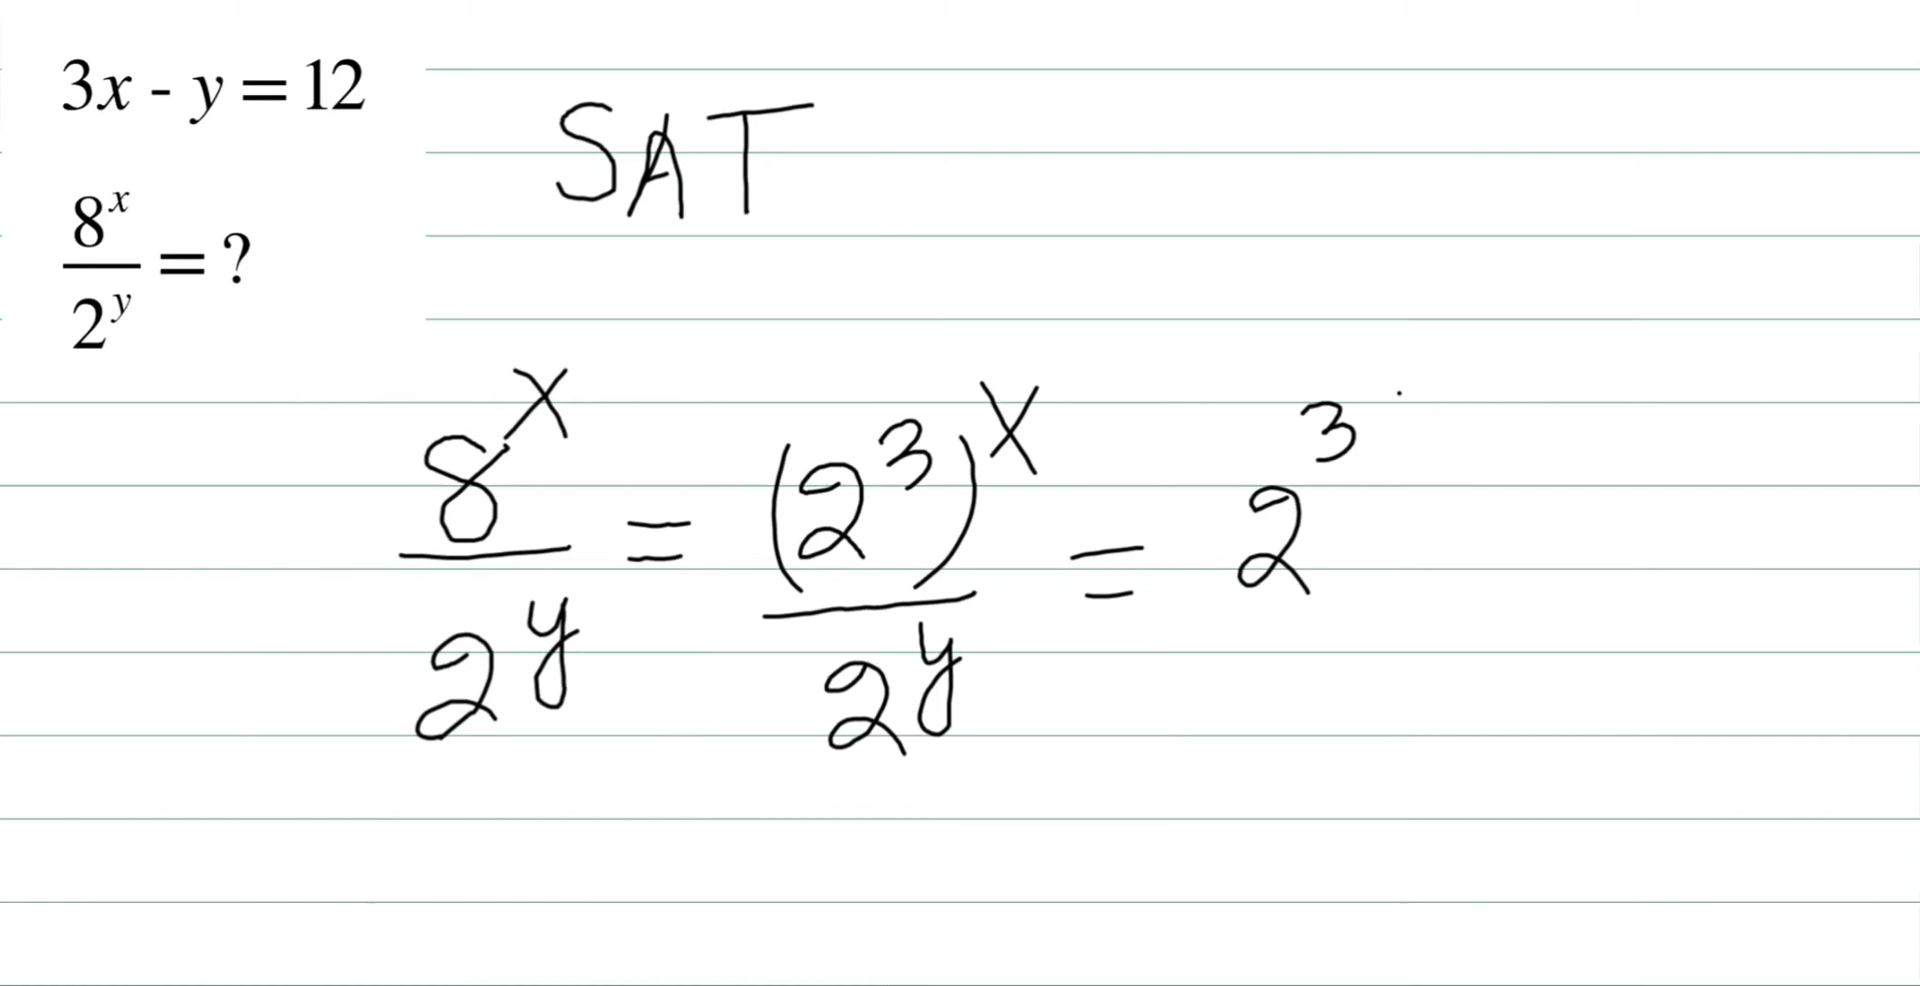 3x - y = 12
SAT
8^x / 2^y = ?
8^x / 2^y = (2^3)^x / 2^y = 2^3